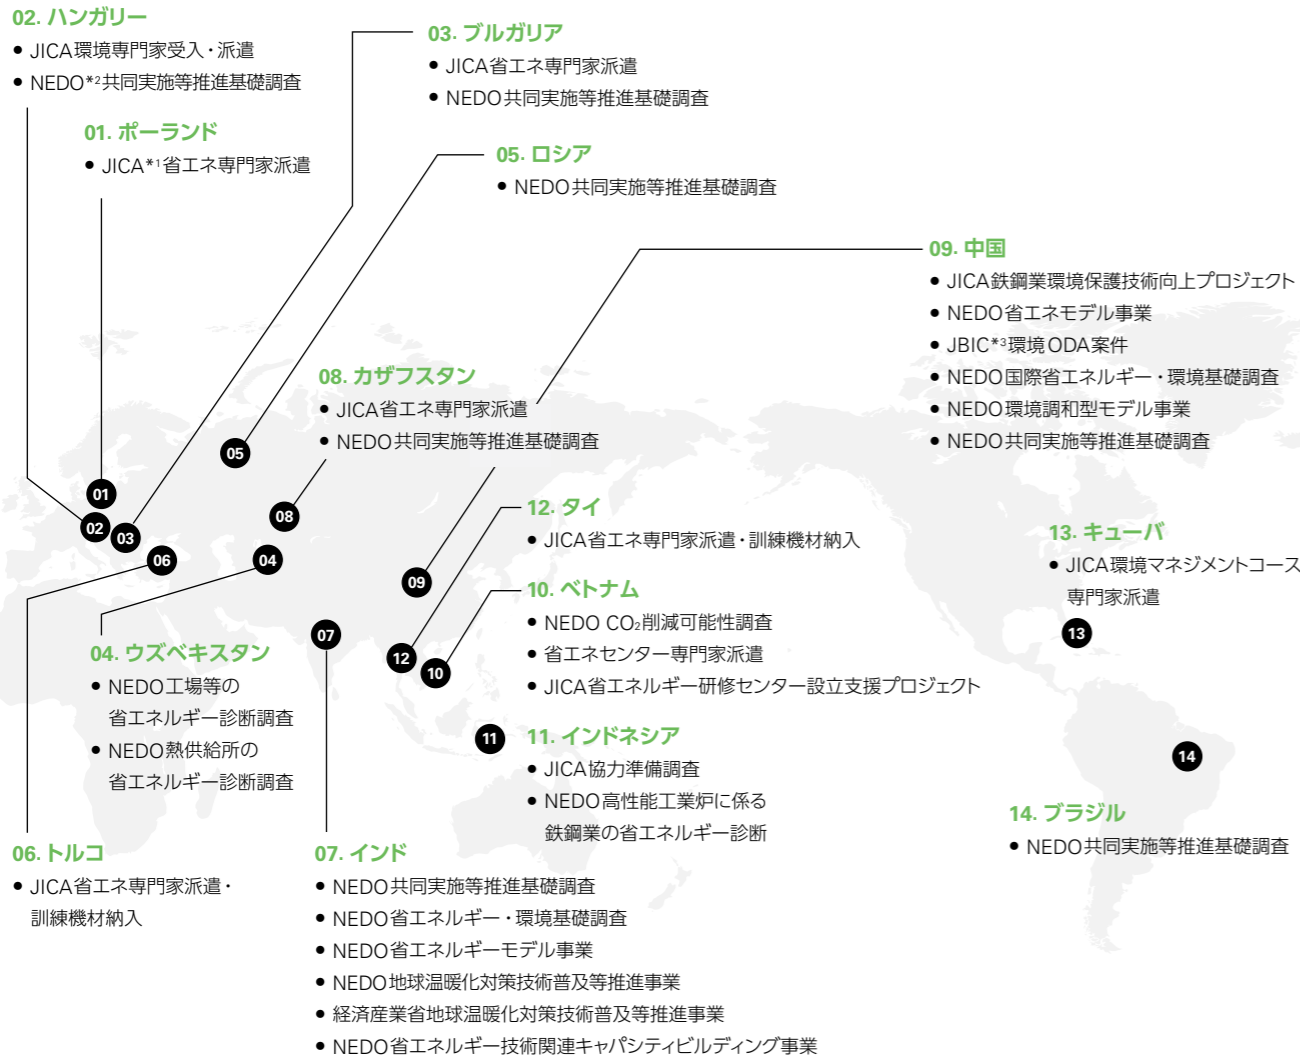 02. ハンガリー
● JICA環境専門家受入・派遣
● NEDO*2共同実施等推進基礎調査
03. ブルガリア
● JICA省エネ専門家派遣
● NEDO共同実施等推進基礎調査
01. ポーランド
● JICA*1省エネ専門家派遣
05. ロシア
● NEDO共同実施等推進基礎調査
09. 中国
● JICA鉄鋼業環境保護技術向上プロジェクト
● NEDO省エネモデル事業
● JBIC*3環境ODA案件
● NEDO国際省エネルギー・環境基礎調査
● NEDO環境調和型モデル事業
● NEDO共同実施等推進基礎調査
08. カザフスタン
● JICA省エネ専門家派遣
● NEDO共同実施等推進基礎調査
05
01
02
03
08
06
04
09
07
12
10
11
13
14
12. タイ
● JICA省エネ専門家派遣・訓練機材納入
13. キューバ
● JICA環境マネジメントコース
専門家派遣
10. ベトナム
● NEDO CO₂削減可能性調査
● 省エネセンター専門家派遣
● JICA省エネルギー研修センター設立支援プロジェクト
04. ウズベキスタン
● NEDO工場等の
省エネルギー診断調査
● NEDO熱供給所の
省エネルギー診断調査
11. インドネシア
● JICA協力準備調査
● NEDO高性能工業炉に係る
鉄鋼業の省エネルギー診断
14. ブラジル
● NEDO共同実施等推進基礎調査
06. トルコ
● JICA省エネ専門家派遣・
訓練機材納入
07. インド
● NEDO共同実施等推進基礎調査
● NEDO省エネルギー・環境基礎調査
● NEDO省エネルギーモデル事業
● NEDO地球温暖化対策技術普及等推進事業
● 経済産業省地球温暖化対策技術普及等推進事業
● NEDO省エネルギー技術関連キャパシティビルディング事業